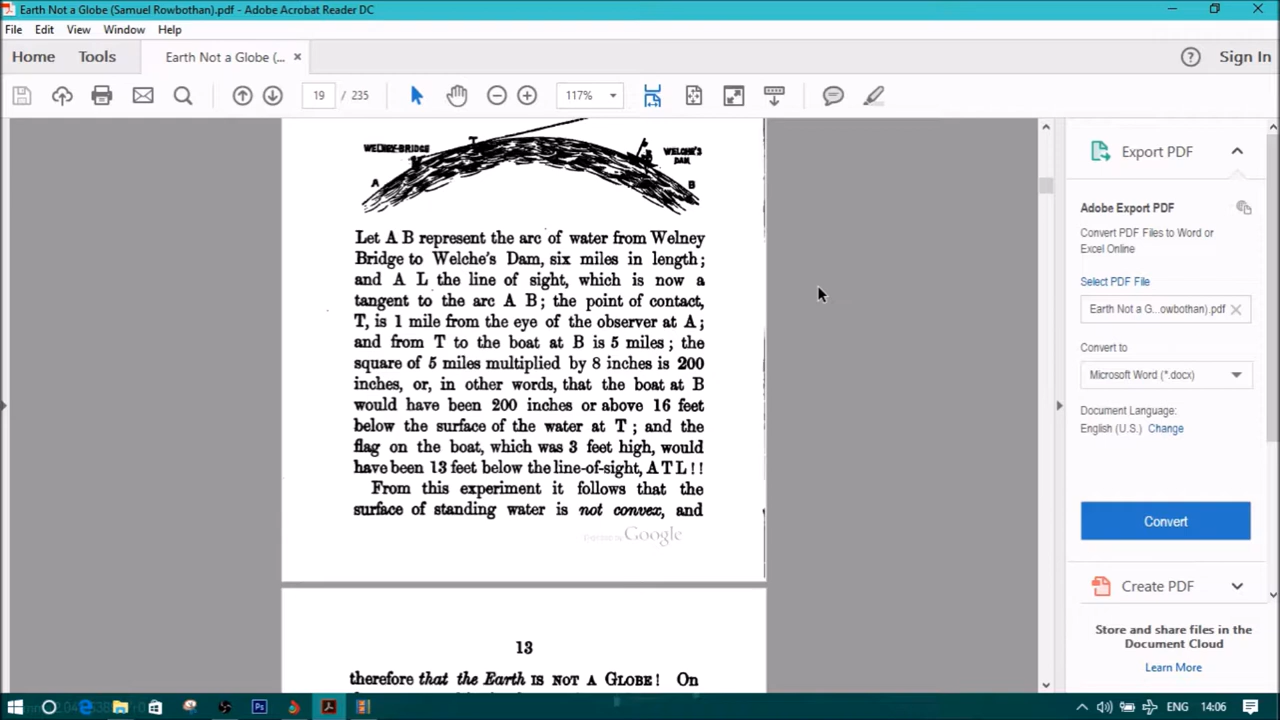 Earth Not a Globe (Samuel Rowbothan).pdf - Adobe Acrobat Reader DC
File Edit View Window Help
Home Tools Earth Not a Globe (... × Sign In
19 / 235 117%
WELNEY-BRIDGE T WELCHE'S
DAM
A B
Let A B represent the arc of water from Welney
Bridge to Welche's Dam, six miles in length;
and A L the line of sight, which is now a
tangent to the arc A B; the point of contact,
T, is 1 mile from the eye of the observer at A;
and from T to the boat at B is 5 miles; the
square of 5 miles multiplied by 8 inches is 200
inches, or, in other words, that the boat at B
would have been 200 inches or above 16 feet
below the surface of the water at T; and the
flag on the boat, which was 3 feet high, would
have been 13 feet below the line-of-sight, A T L!!
From this experiment it follows that the
surface of standing water is not convex, and
Google
13
therefore that the Earth IS NOT A GLOBE! On
Export PDF
Adobe Export PDF
Convert PDF Files to Word or
Excel Online
Select PDF File
Earth Not a G...owbothan).pdf ×
Convert to
Microsoft Word (*.docx)
Document Language:
English (U.S.) Change
Convert
Create PDF
Store and share files in the
Document Cloud
Learn More
Ps ENG 14:06